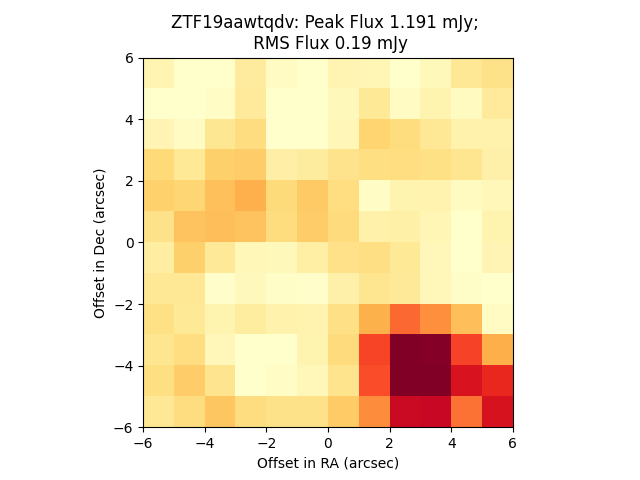 ZTF19aawtqdv: Peak Flux 1.191 mJy;
RMS Flux 0.19 mJy
6
4
2
0
−2
−4
−6
Offset in Dec (arcsec)
−6 −4 −2 0 2 4 6
Offset in RA (arcsec)